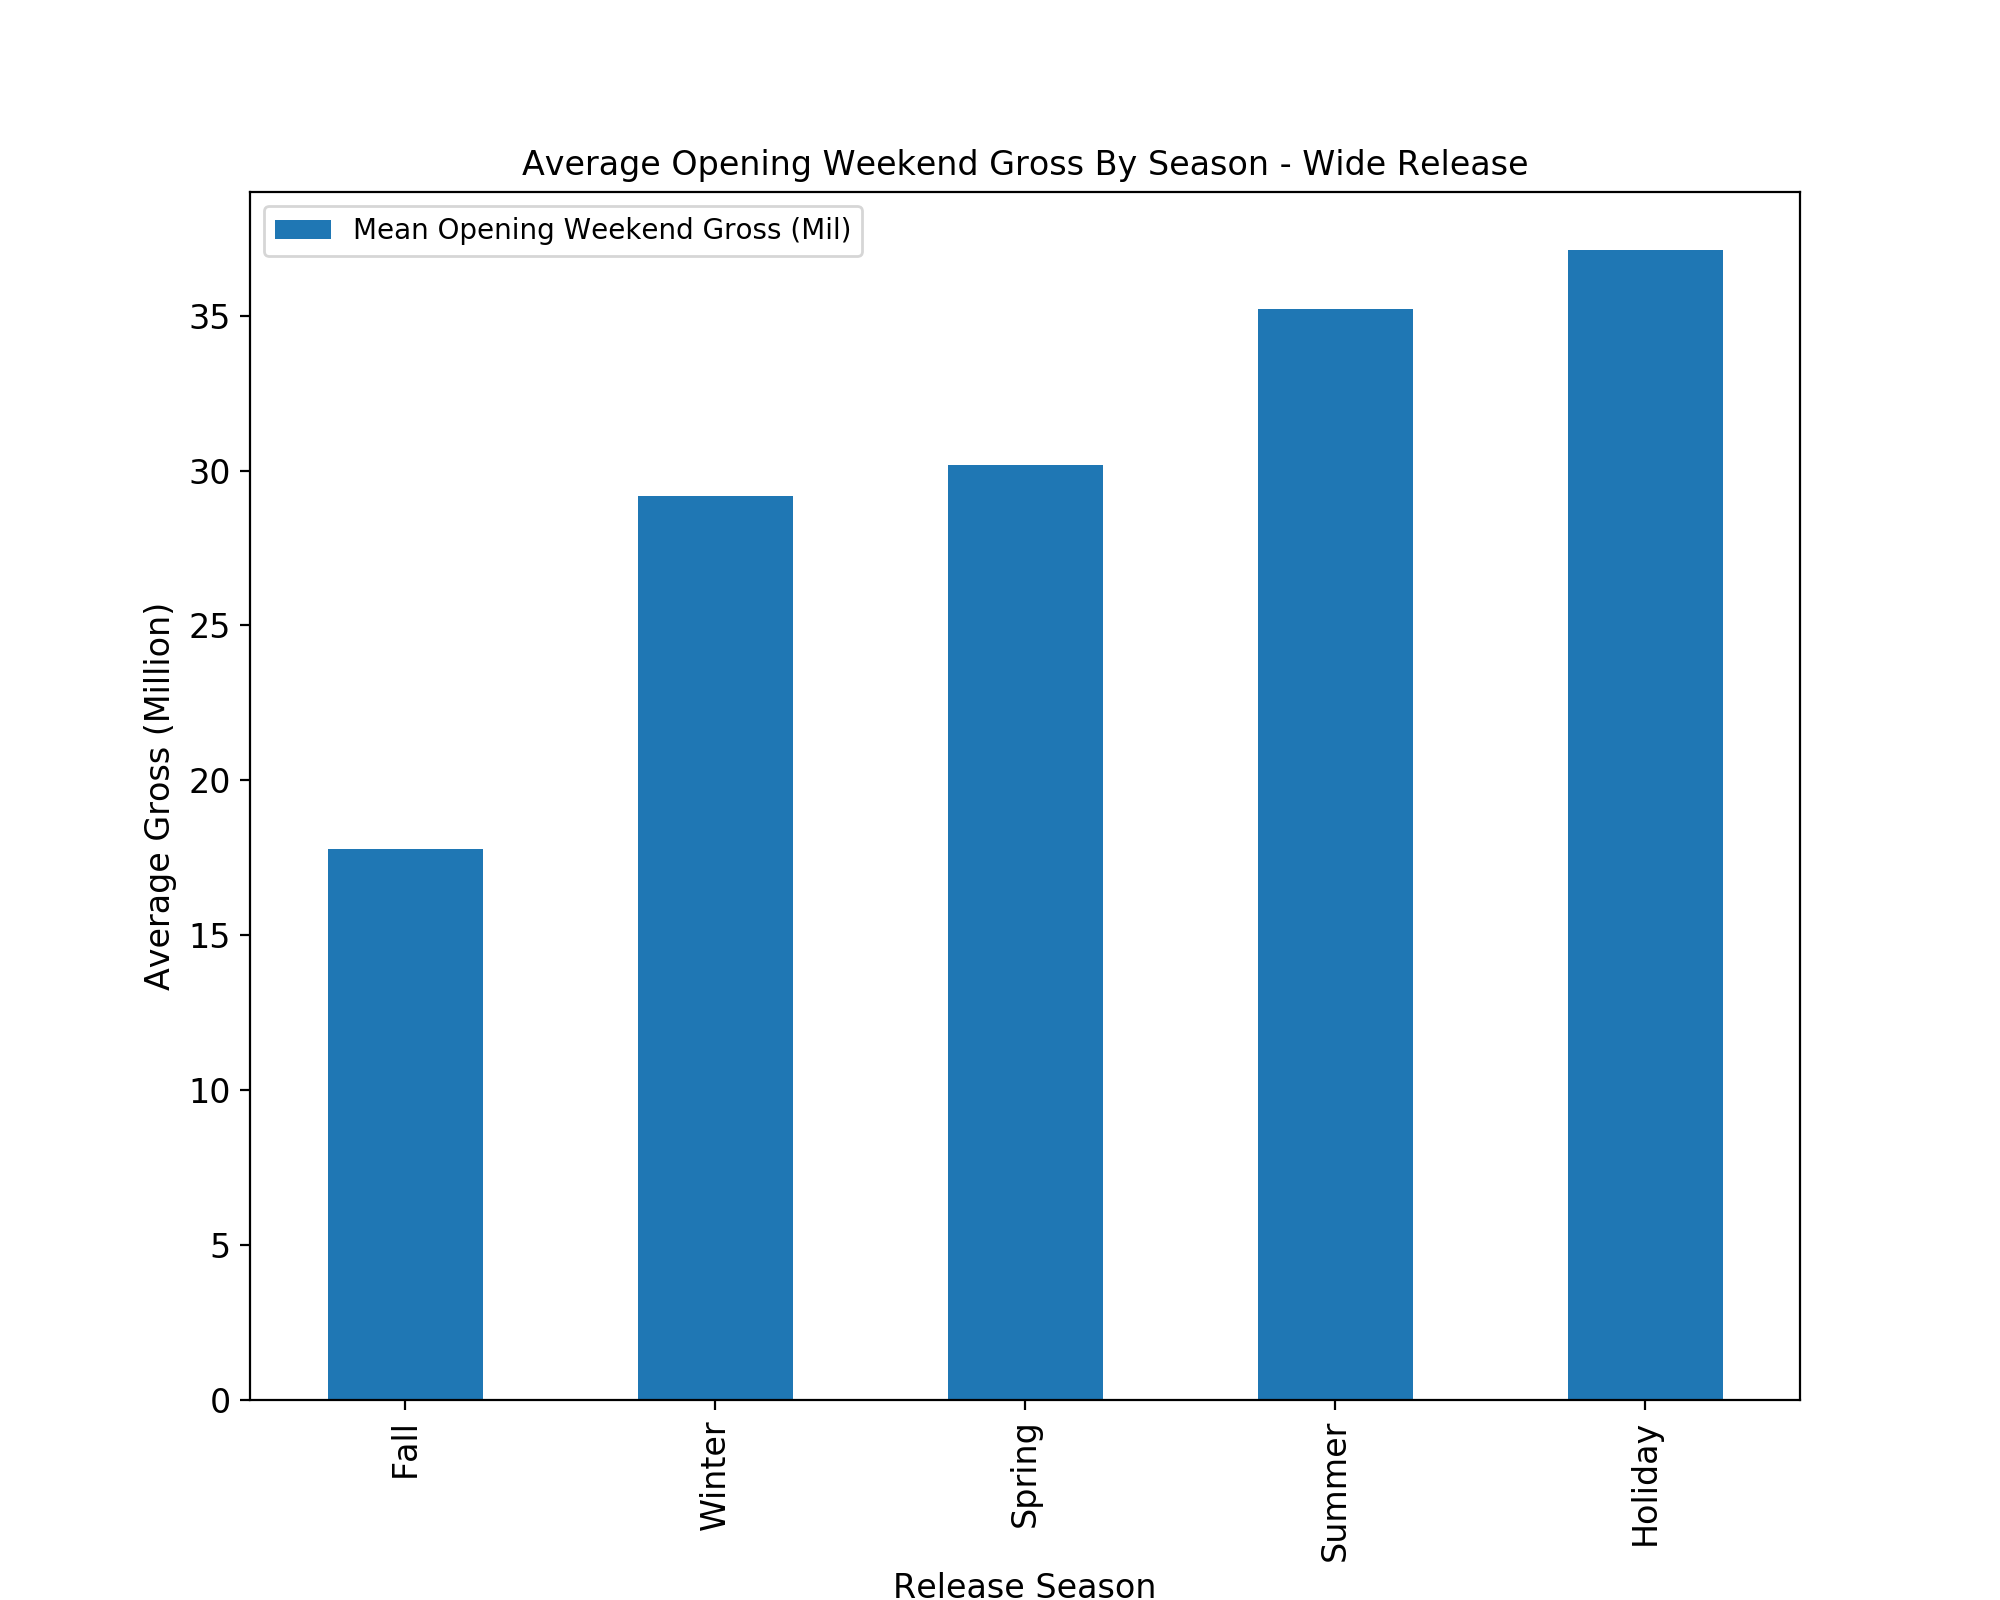 Average Opening Weekend Gross By Season - Wide Release
Mean Opening Weekend Gross (Mil)
Average Gross (Million)
35
30
25
20
15
10
5
0
Fall
Winter
Spring
Summer
Holiday
Release Season